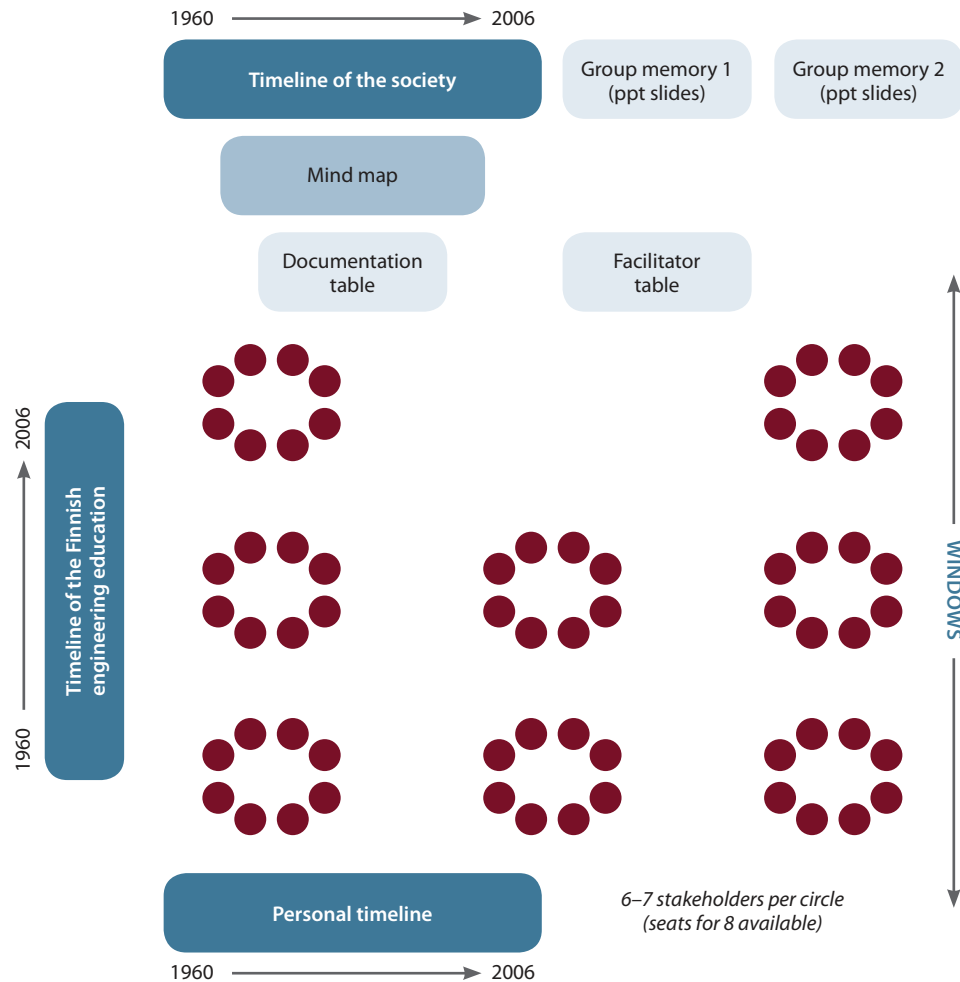 1960
2006
Timeline of the society
Group memory 1
(ppt slides)
Group memory 2
(ppt slides)
Mind map
Documentation
table
Facilitator
table
2006
Timeline of the Finnish
engineering education
1960
WINDOWS
Personal timeline
6–7 stakeholders per circle
(seats for 8 available)
1960
2006